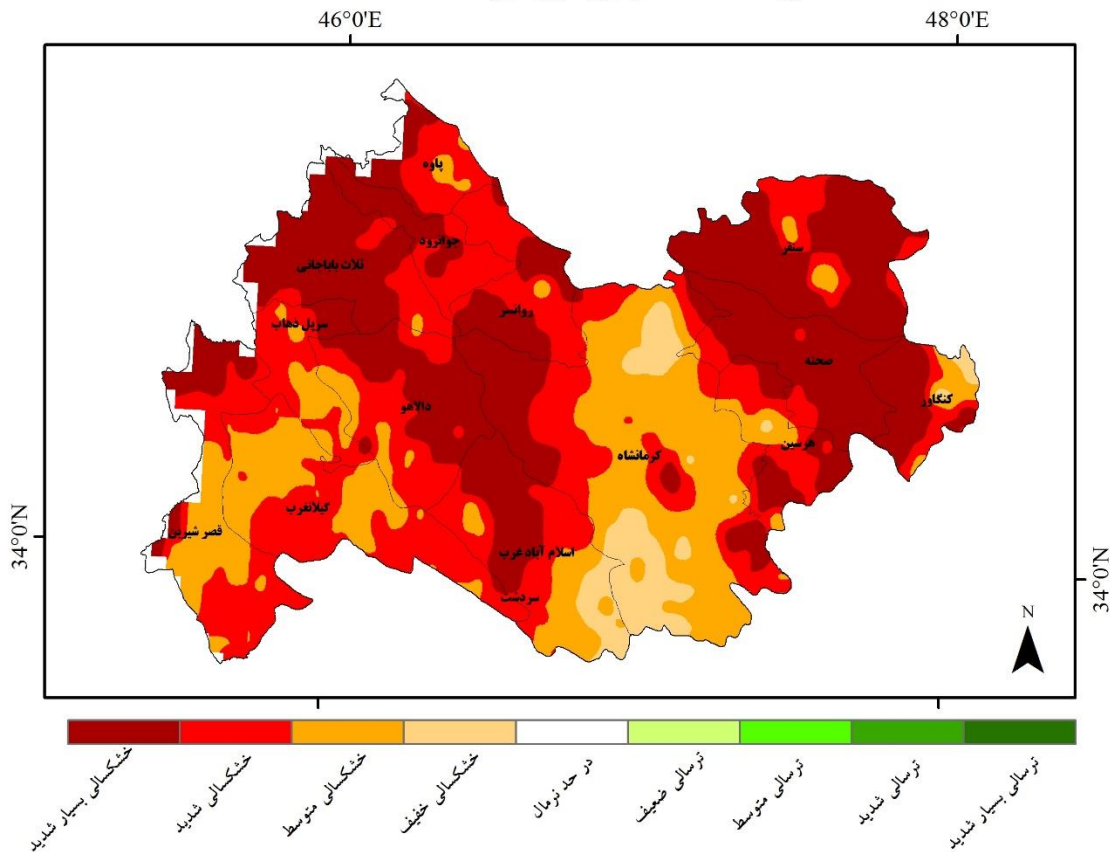 46°0'E
48°0'E
پاوه
جوانرود
ثلاث باباجانی
سنقر
روانسر
سرپل ذهاب
صحنه
کنگاور
دالاهو
هرسین
کرمانشاه
گیلانغرب
قصر شیرین
34°0'N
اسلام آباد غرب
34°0'N
سردشت
N
خشکسالی بسیار شدید
خشکسالی شدید
خشکسالی متوسط
خشکسالی خفیف
در حد نرمال
ترسالی ضعیف
ترسالی متوسط
ترسالی شدید
ترسالی بسیار شدید